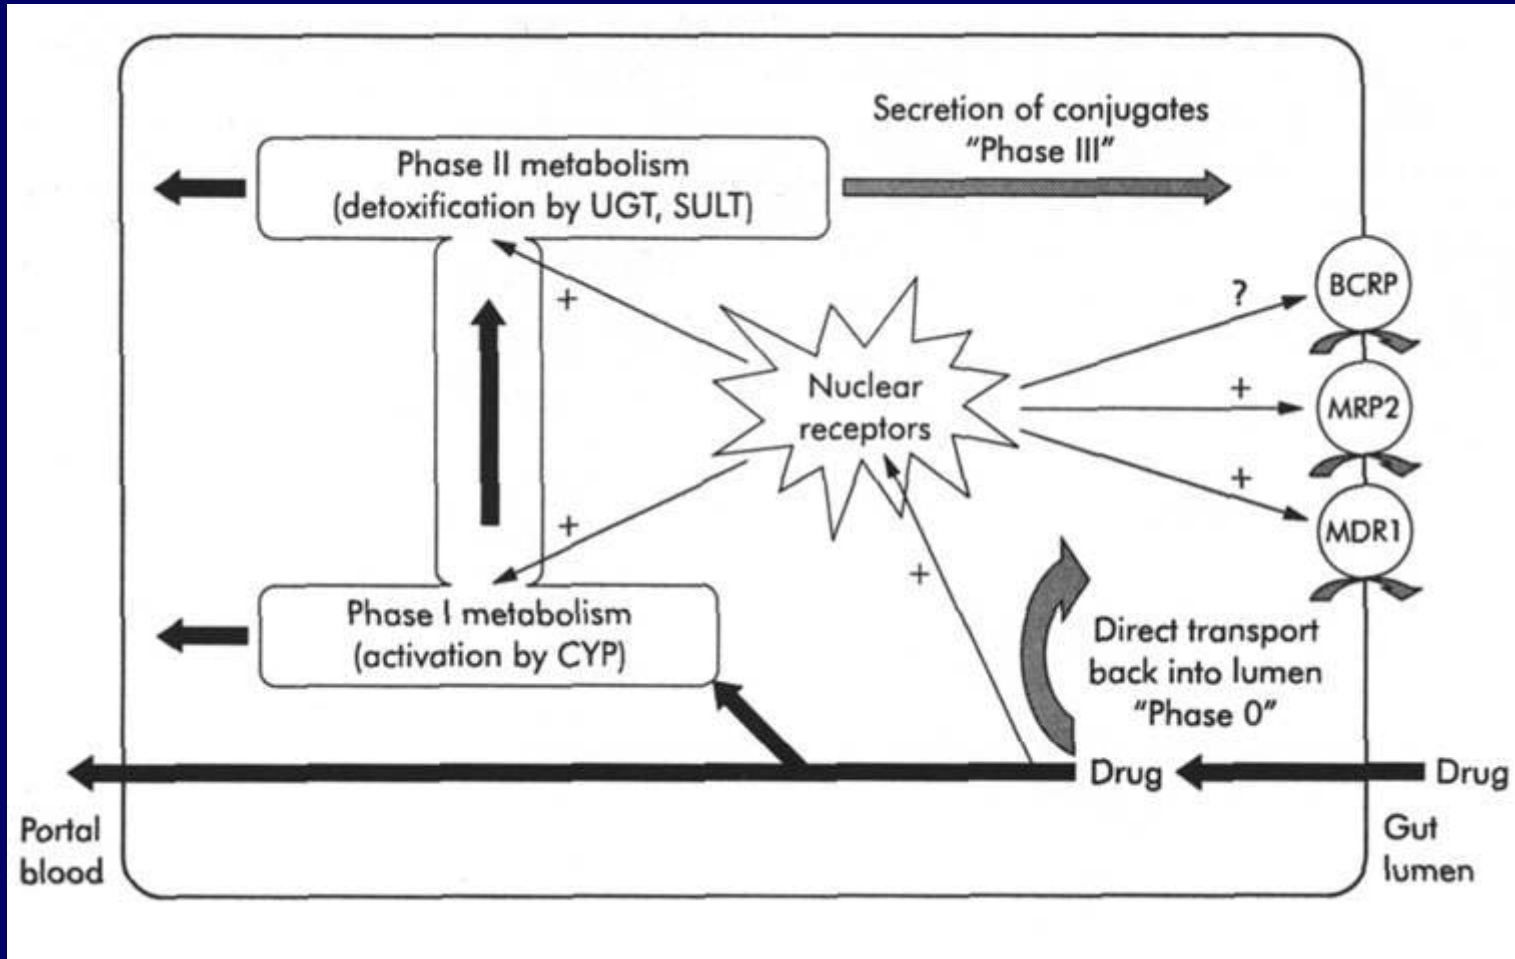 Secretion of conjugates
"Phase III"
Phase II metabolism
(detoxification by UGT, SULT)
+
?
BCRP
Nuclear
receptors
+
MRP2
+
MDR1
+
+
Phase I metabolism
(activation by CYP)
Direct transport
back into lumen
"Phase 0"
Drug
Drug
Portal
blood
Gut
lumen